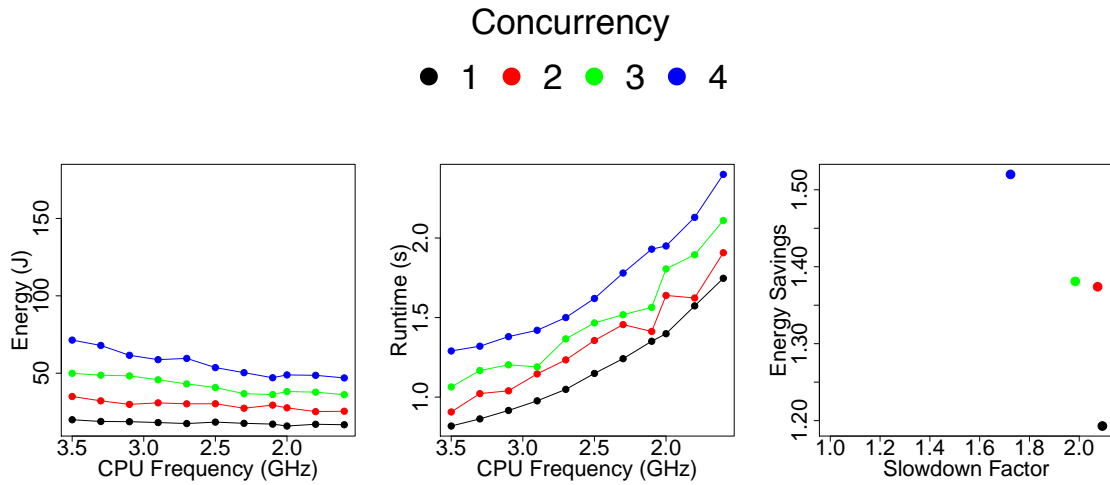 Concurrency
1 2 3 4
Energy (J)
50 100 150
3.5 3.0 2.5 2.0
CPU Frequency (GHz)
Runtime (s)
1.0 1.5 2.0
3.5 3.0 2.5 2.0
CPU Frequency (GHz)
Energy Savings
1.20 1.30 1.40 1.50
1.0 1.2 1.4 1.6 1.8 2.0
Slowdown Factor